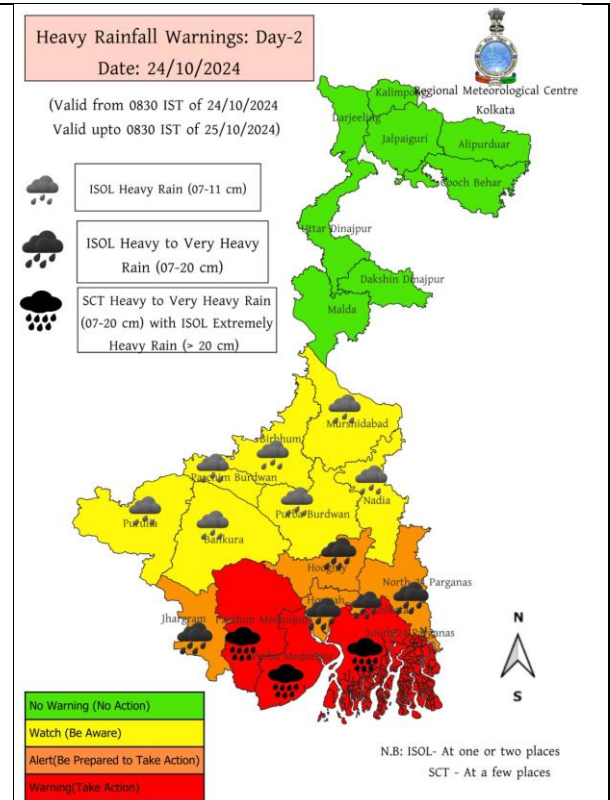 Heavy Rainfall Warnings: Day-2
Date: 24/10/2024
(Valid from 0830 IST of 24/10/2024
Valid upto 0830 IST of 25/10/2024)
Regional Meteorological Centre
Kolkata
ISOL Heavy Rain (07-11 cm)
ISOL Heavy to Very Heavy
Rain (07-20 cm)
SCT Heavy to Very Heavy Rain
(07-20 cm) with ISOL Extremely
Heavy Rain (> 20 cm)
Kalimpong
Darjeeling
Jalpaiguri
Alipurduar
Cooch Behar
Uttar Dinajpur
Dakshin Dinajpur
Malda
Murshidabad
Birbhum
Paschim Burdwan
Nadia
Purulia
Purba Burdwan
Bankura
Hooghly
North 24 Parganas
Howrah
Jhargram
Paschim Medinipur
South 24 Parganas
Purba Medinipur
N
S
No Warning (No Action)
Watch (Be Aware)
Alert(Be Prepared to Take Action)
Warning(Take Action)
N.B: ISOL- At one or two places
SCT - At a few places